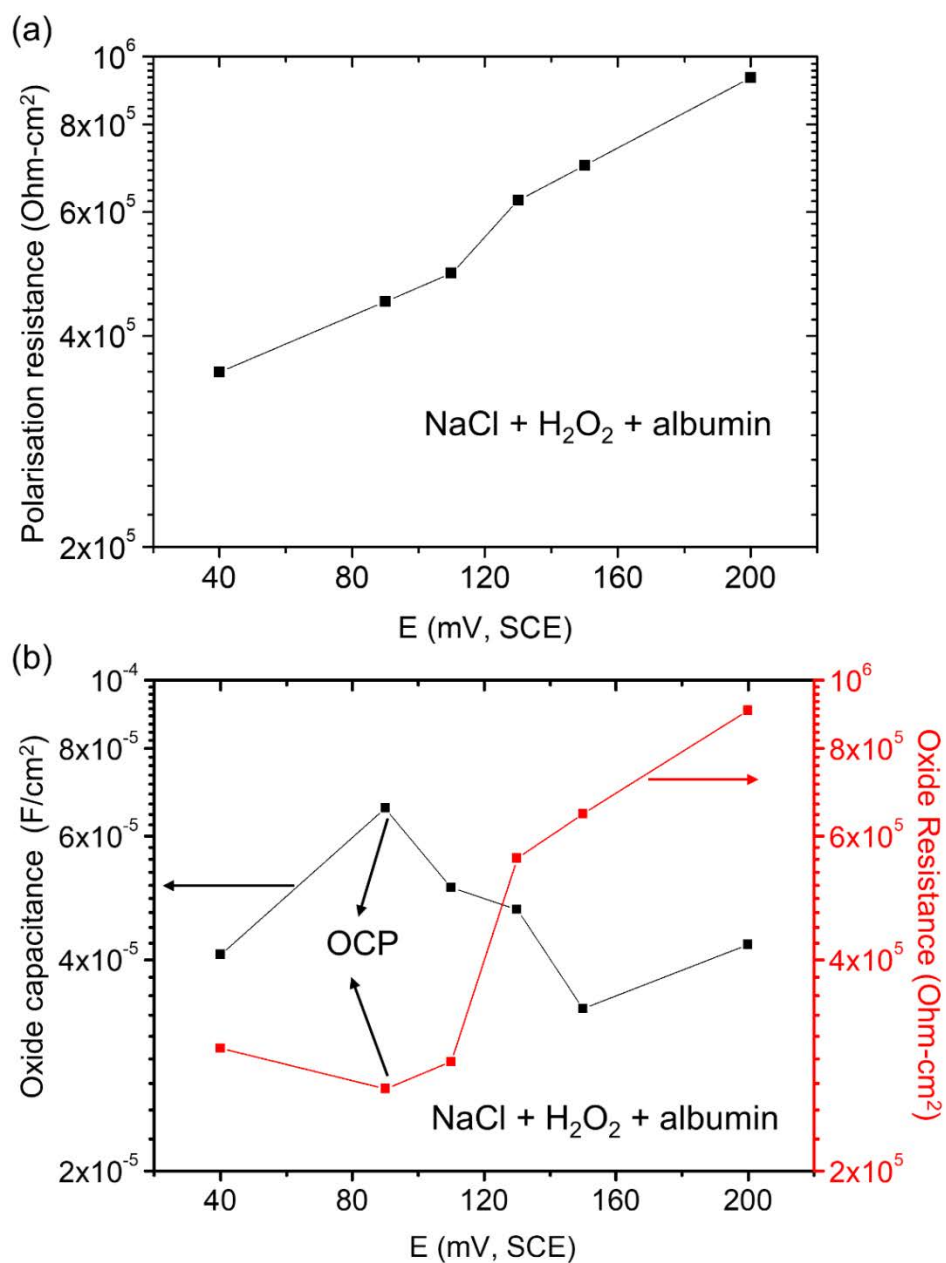 (a)
Polarisation resistance (Ohm-cm²)
10⁶
8x10⁵
6x10⁵
4x10⁵
2x10⁵
NaCl + H₂O₂ + albumin
40 80 120 160 200
E (mV, SCE)
(b)
Oxide capacitance (F/cm²)
10⁻⁴
8x10⁻⁵
6x10⁻⁵
4x10⁻⁵
2x10⁻⁵
OCP
NaCl + H₂O₂ + albumin
10⁶
8x10⁵
6x10⁵
4x10⁵
2x10⁵
Oxide Resistance (Ohm-cm²)
40 80 120 160 200
E (mV, SCE)